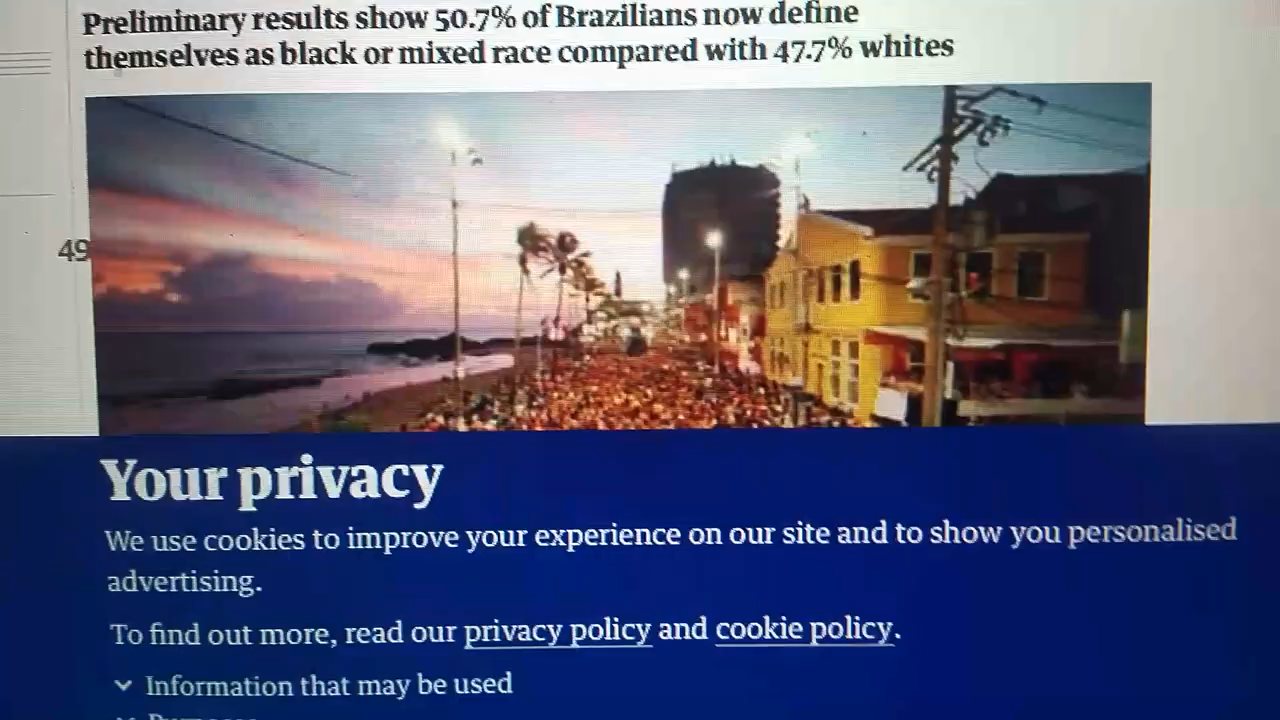 Preliminary results show 50.7% of Brazilians now define
themselves as black or mixed race compared with 47.7% whites
49
Your privacy
We use cookies to improve your experience on our site and to show you personalised
advertising.
To find out more, read our privacy policy and cookie policy.
Information that may be used